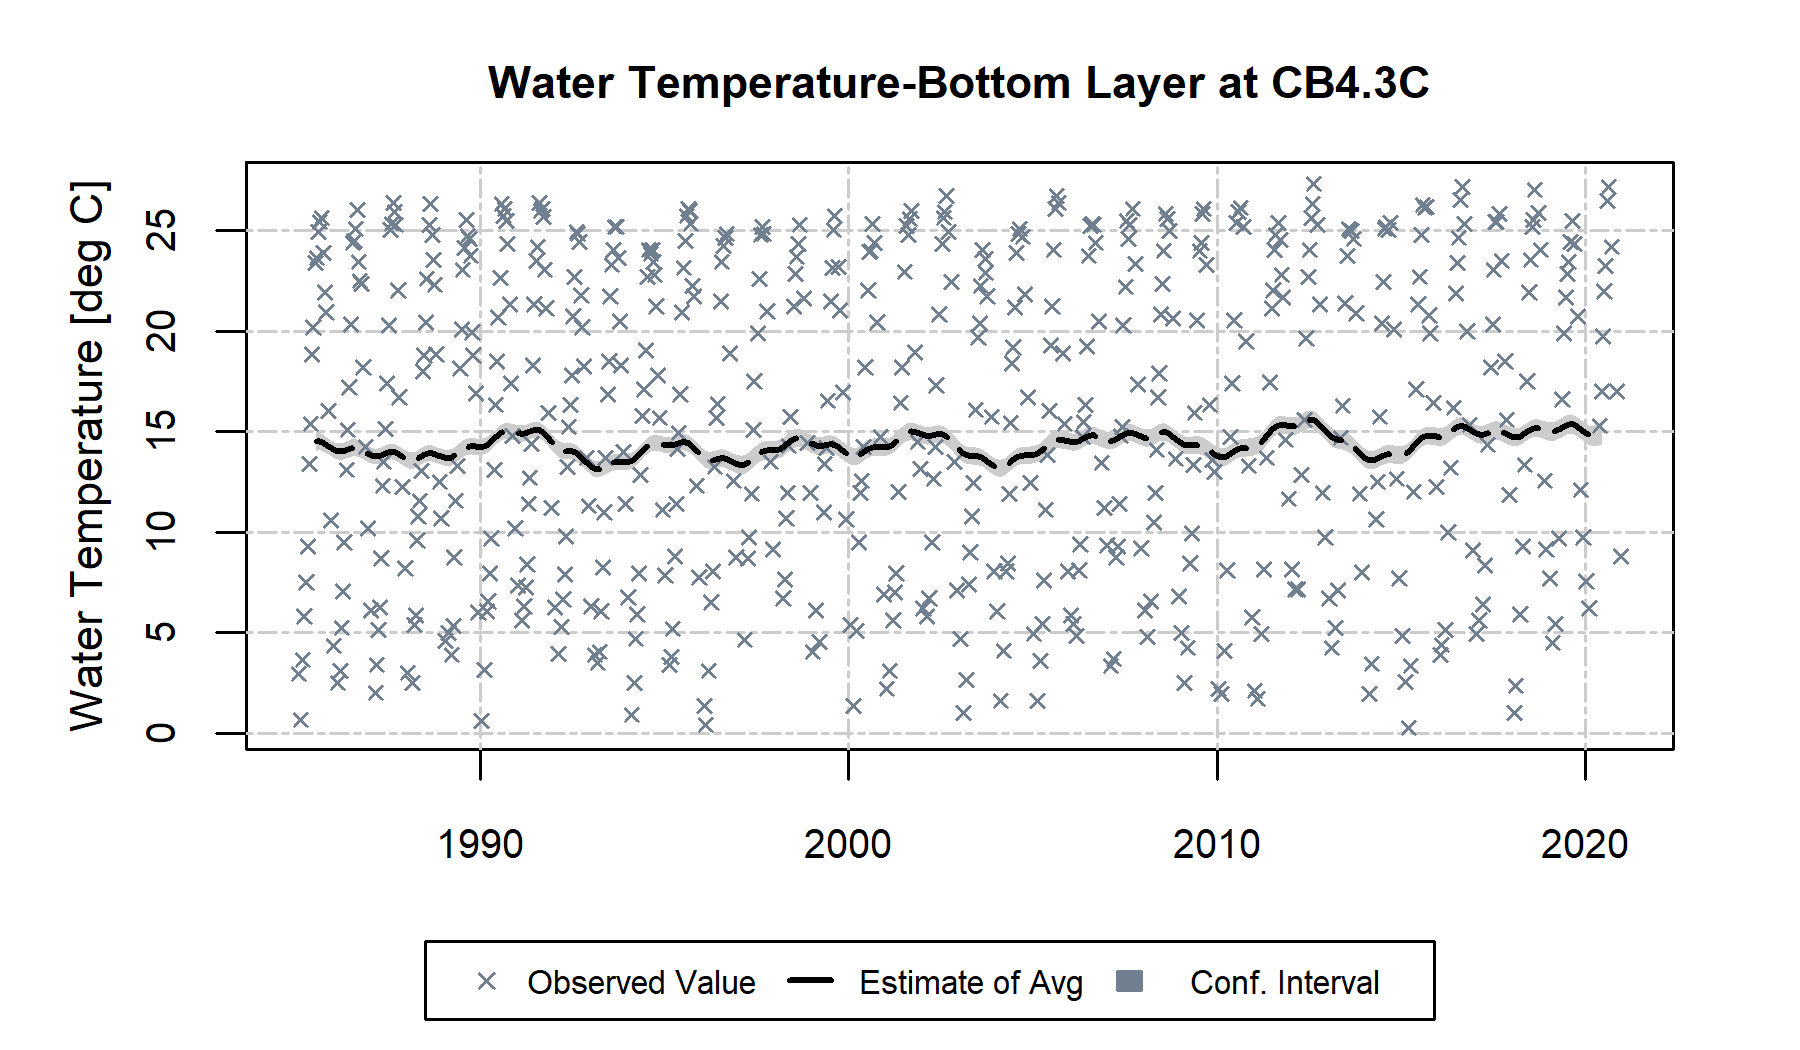 Water Temperature-Bottom Layer at CB4.3C
Water Temperature [deg C]
25
20
15
10
5
0
1990 2000 2010 2020
Observed Value Estimate of Avg Conf. Interval